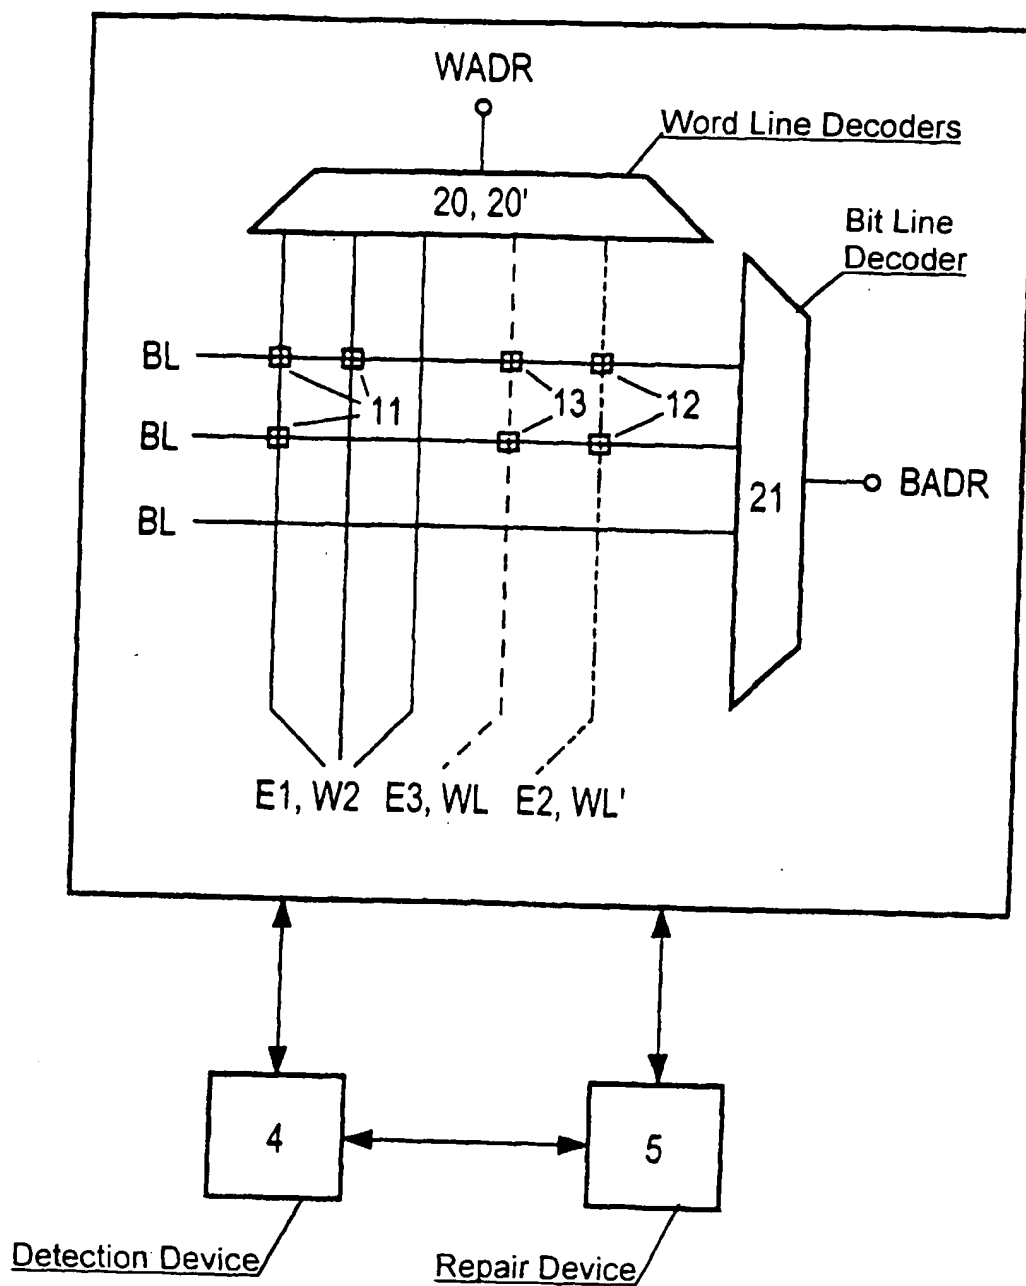 WADR
Word Line Decoders
20, 20'
Bit Line
Decoder
BL
11
13
12
BL
21
BADR
BL
E1, W2 E3, WL E2, WL'
4
5
Detection Device
Repair Device